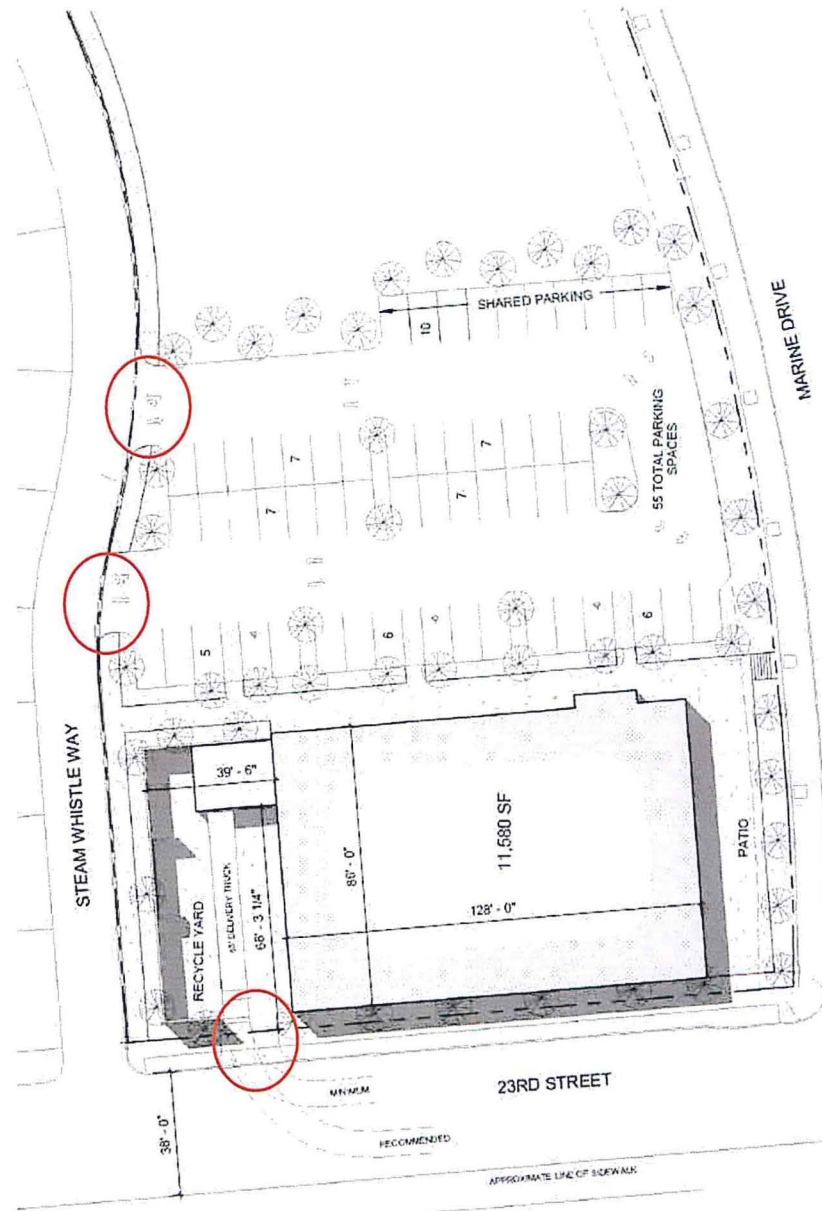 SHARED PARKING
10
MARINE DRIVE
7
7
7
7
55 TOTAL PARKING
SPACES
5
4
6
4
4
6
STEAM WHISTLE WAY
39' - 6"
11,580 SF
86' - 0"
128' - 0"
PATIO
RECYCLE YARD
DELIVERY TRUCK
68' - 3 1/4"
23RD STREET
MINIMUM
RECOMMENDED
38' - 0"
APPROXIMATE LINE OF SIDEWALK